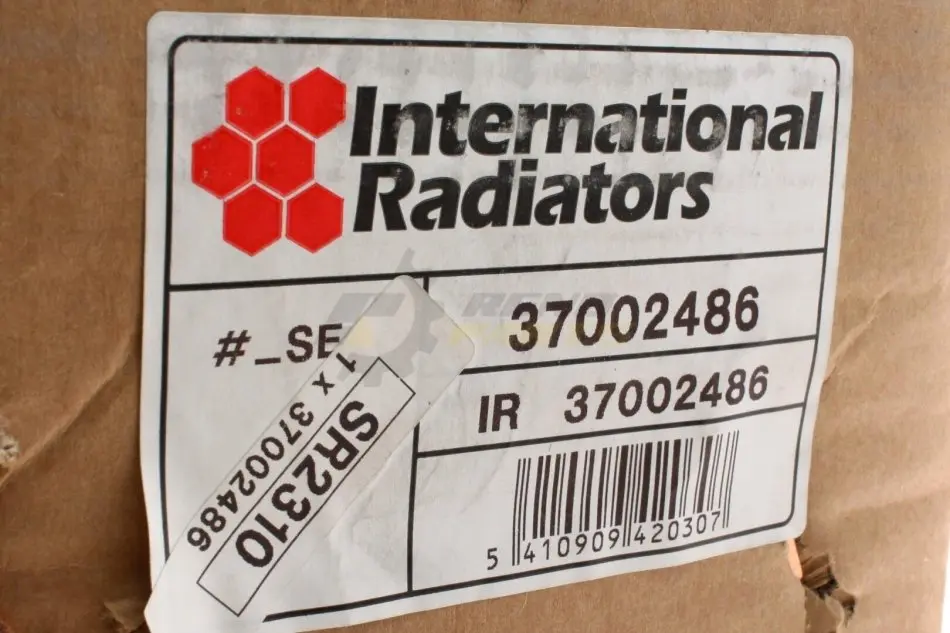 International
Radiators
#_SE
37002486
IR 37002486
1 x 37002486
SR2310
5 410909 420307